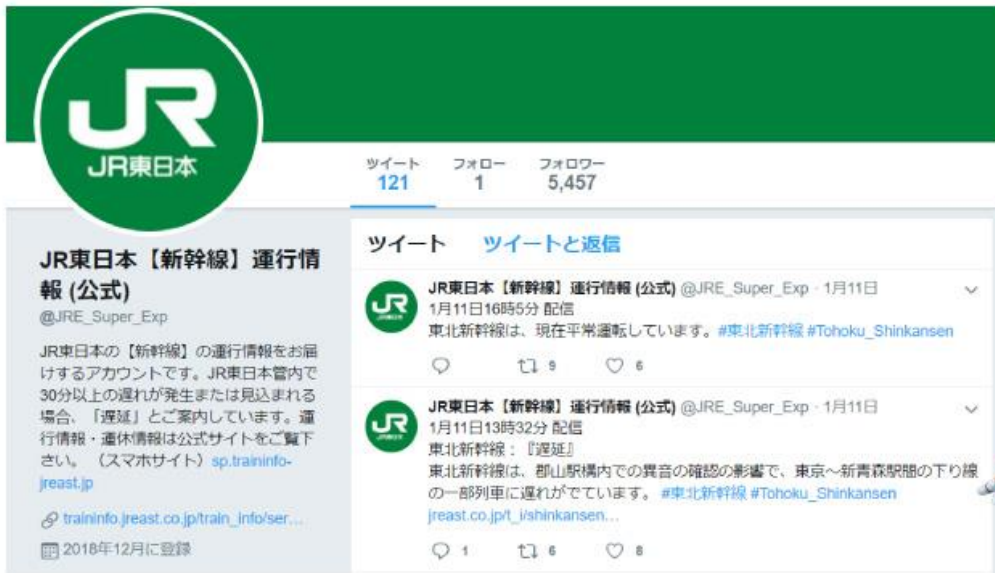 JR
JR東日本
ツイート フォロー フォロワー
121 1 5,457
JR東日本【新幹線】運行情
報 (公式)
@JRE_Super_Exp
JR東日本の【新幹線】の運行情報をお届
けするアカウントです。JR東日本管内で
30分以上の遅れが発生または見込まれる
場合、「遅延」とご案内しています。運
行情報・運休情報は公式サイトをご覧下
さい。（スマホサイト）sp.traininfo-
jreast.jp
traininfo.jreast.co.jp/train_info/ser...
2018年12月に登録
ツイート ツイートと返信
JR
JR東日本【新幹線】運行情報 (公式) @JRE_Super_Exp · 1月11日
1月11日16時5分 配信
東北新幹線は、現在平常運転しています。#東北新幹線 #Tohoku_Shinkansen
9 6
JR
JR東日本【新幹線】運行情報 (公式) @JRE_Super_Exp · 1月11日
1月11日13時32分 配信
東北新幹線：『遅延』
東北新幹線は、郡山駅構内での異音の確認の影響で、東京～新青森駅間の下り線
の一部列車に遅れがでています。 #東北新幹線 #Tohoku_Shinkansen
jreast.co.jp/t_i/shinkansen...
1 6 8